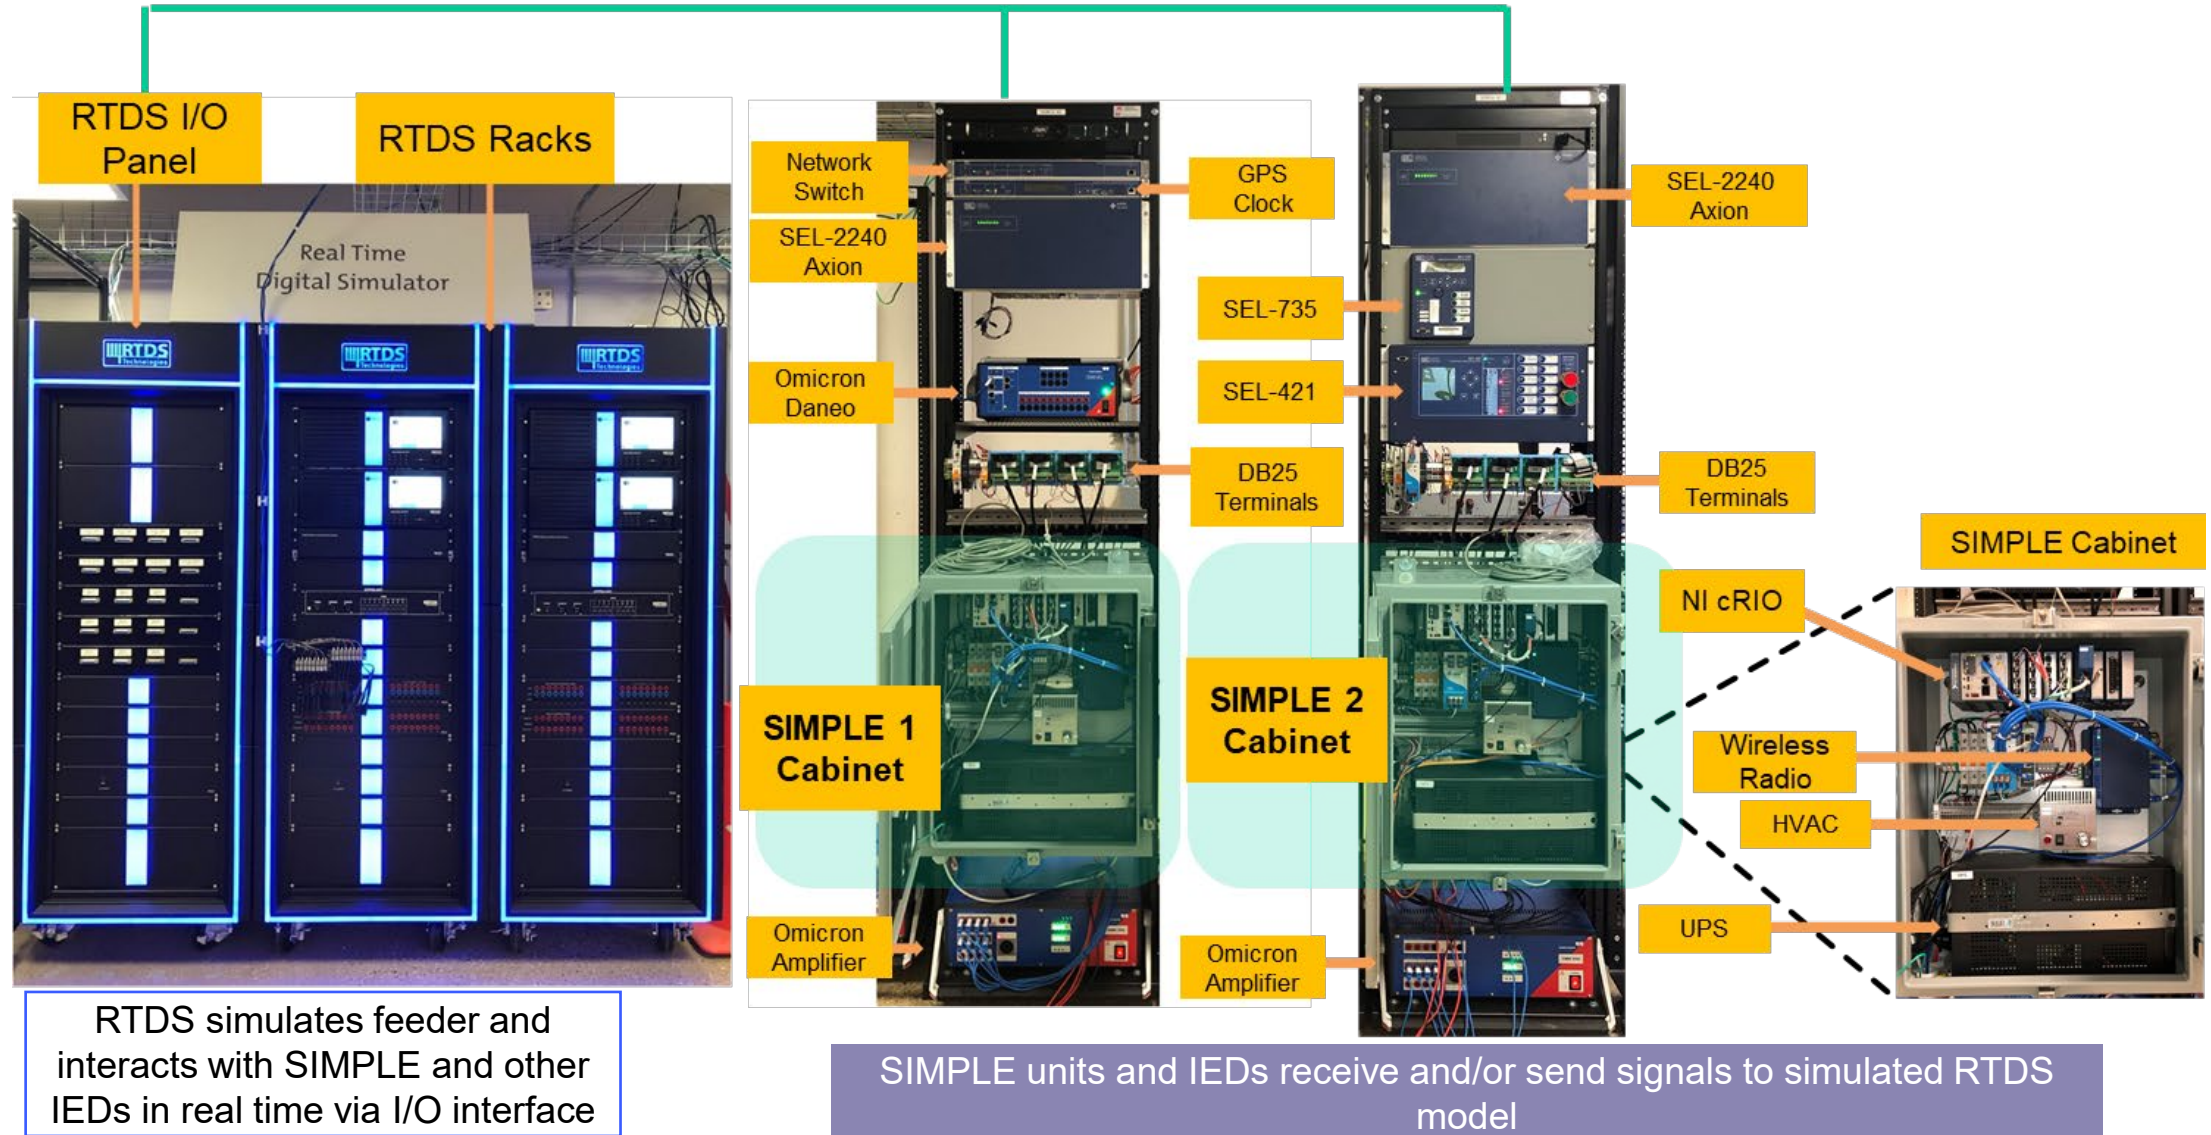 RTDS I/O
Panel
RTDS Racks
Real Time
Digital Simulator
RTDS
Technologies
RTDS
Technologies
RTDS
Technologies
RTDS simulates feeder and
interacts with SIMPLE and other
IEDs in real time via I/O interface
Network
Switch
GPS
Clock
SEL-2240
Axion
Omicron
Daneo
DB25
Terminals
SIMPLE 1
Cabinet
Omicron
Amplifier
SEL-2240
Axion
SEL-735
SEL-421
DB25
Terminals
SIMPLE 2
Cabinet
Omicron
Amplifier
SIMPLE Cabinet
NI cRIO
Wireless
Radio
HVAC
UPS
SIMPLE units and IEDs receive and/or send signals to simulated RTDS
model